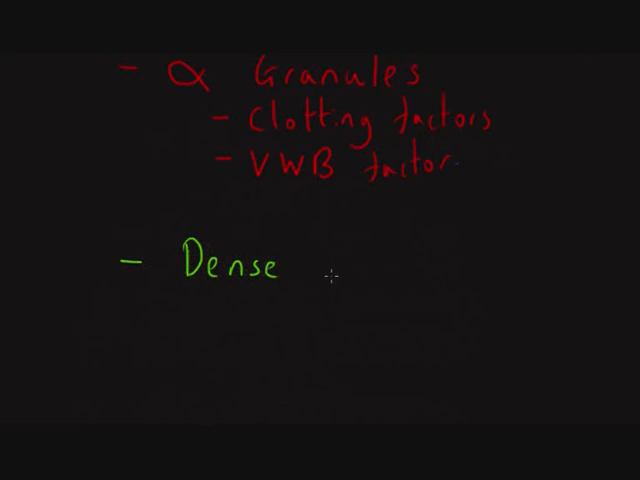 - α Granules
- Clotting factors
- VWB factor
- Dense